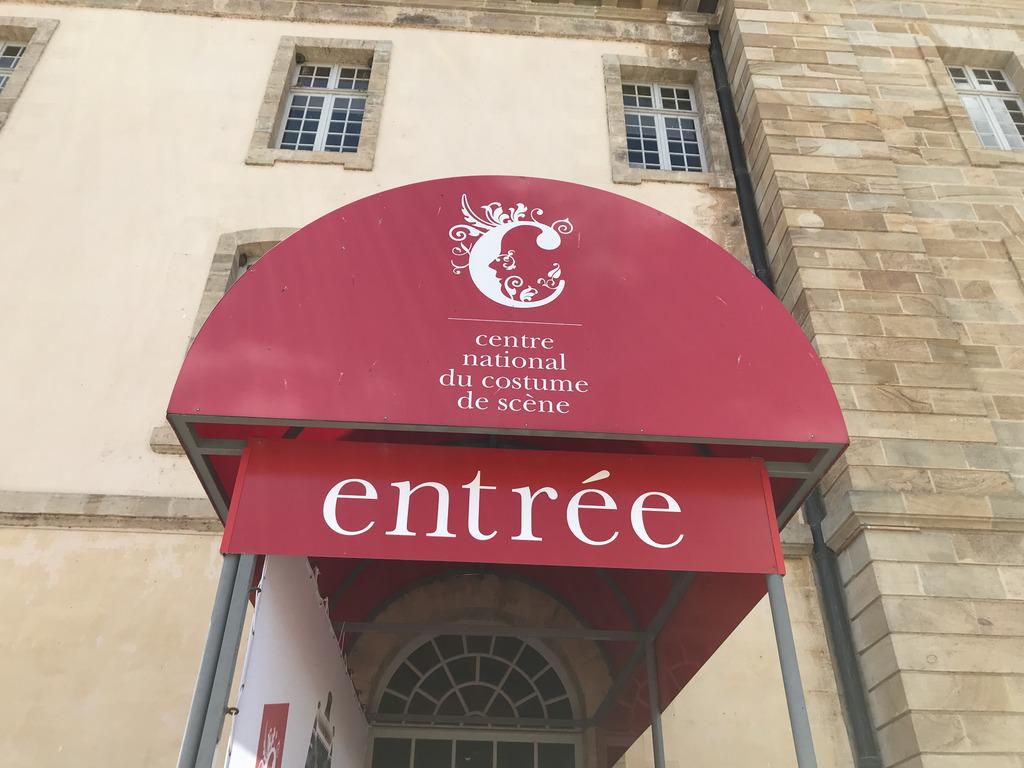 centre
national
du costume
de scène
entrée